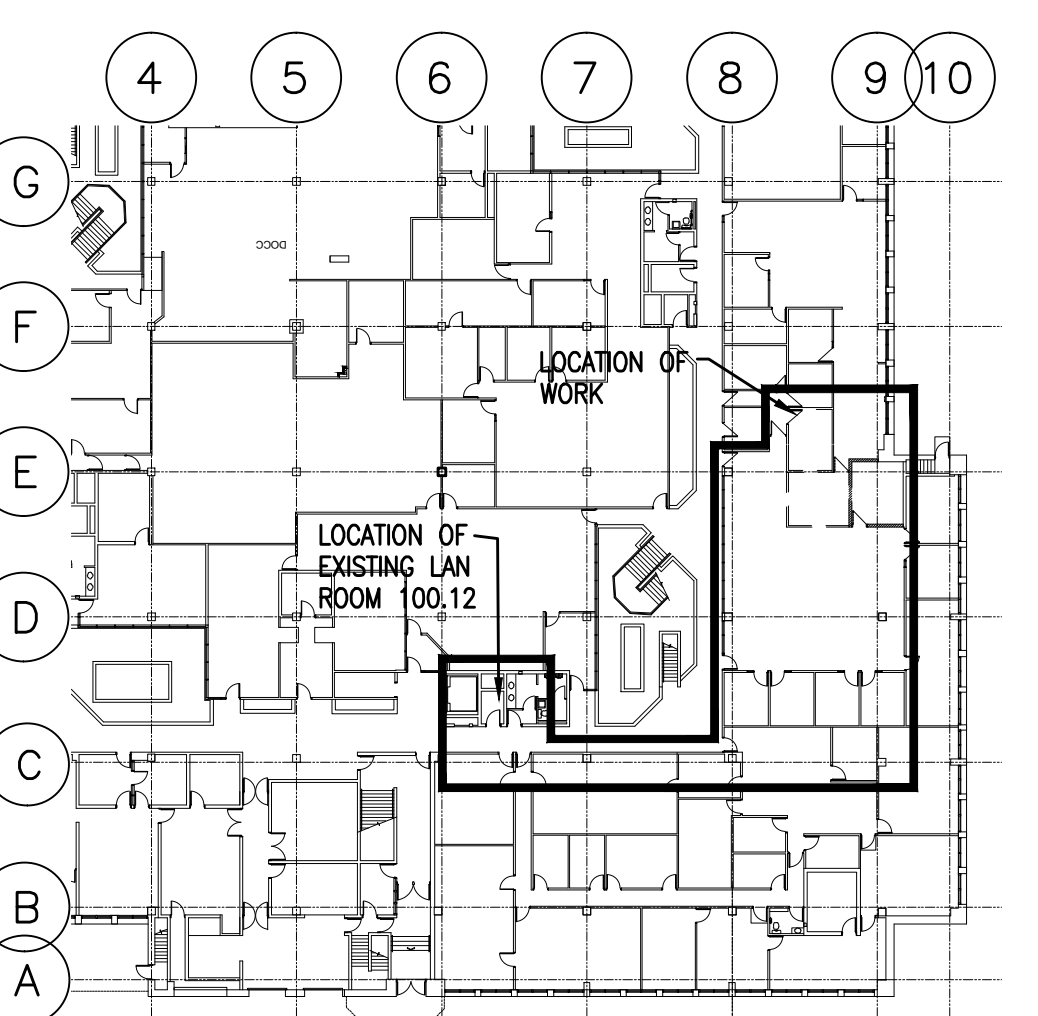 4 5 6 7 8 9 10
G
DOCC
F
LOCATION OF
WORK
E
LOCATION OF
EXISTING LAN
ROOM 100.12
D
C
B
A